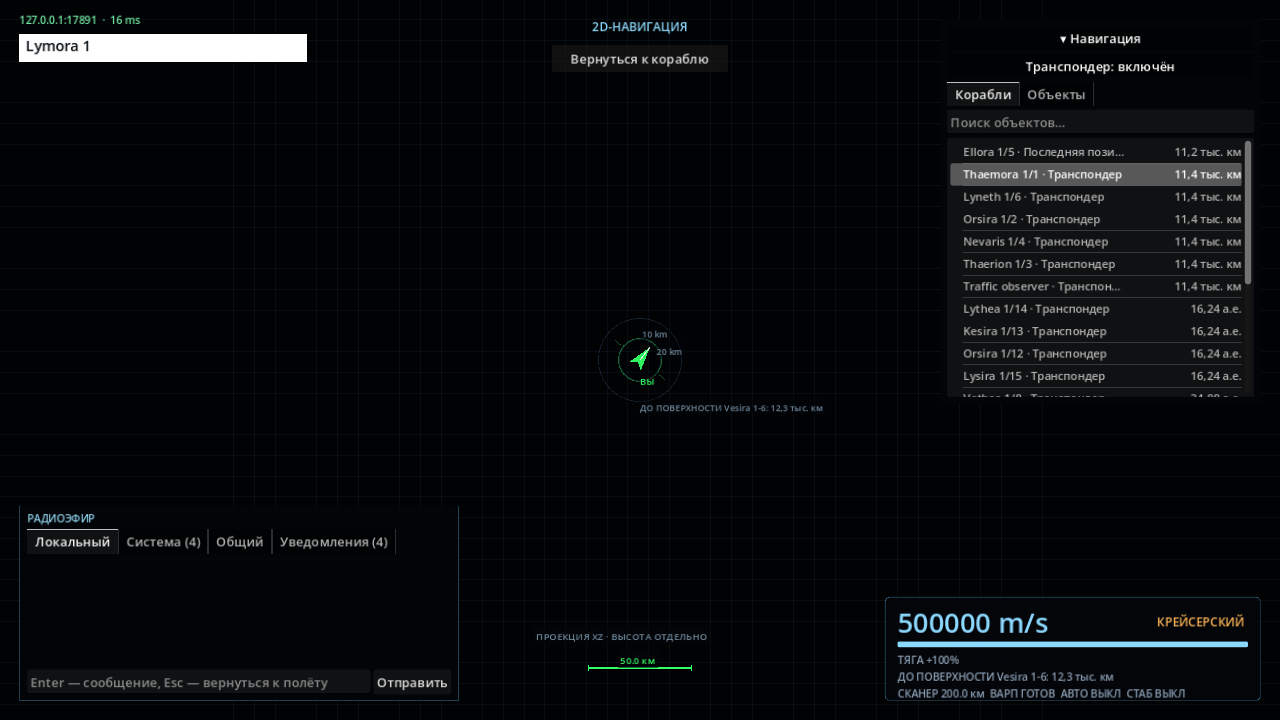 127.0.0.1:17891 · 16 ms
Lymora 1
2D-НАВИГАЦИЯ
Вернуться к кораблю
▾ Навигация
Транспондер: включён
Корабли Объекты
Поиск объектов...
Ellora 1/5 · Последняя пози... 11,2 тыс. км
Thaemora 1/1 · Транспондер 11,4 тыс. км
Lyneth 1/6 · Транспондер 11,4 тыс. км
Orsira 1/2 · Транспондер 11,4 тыс. км
Nevaris 1/4 · Транспондер 11,4 тыс. км
Thaerion 1/3 · Транспондер 11,4 тыс. км
Traffic observer · Транспон... 11,4 тыс. км
Lythea 1/14 · Транспондер 16,24 а.е.
Kesira 1/13 · Транспондер 16,24 а.е.
Orsira 1/12 · Транспондер 16,24 а.е.
Lysira 1/15 · Транспондер 16,24 а.е.
10 km
20 km
ВЫ
ДО ПОВЕРХНОСТИ Vesira 1-6: 12,3 тыс. км
РАДИОЭФИР
Локальный Система (4) Общий Уведомления (4)
Enter — сообщение, Esc — вернуться к полёту Отправить
ПРОЕКЦИЯ XZ · ВЫСОТА ОТДЕЛЬНО
50.0 км
500000 m/s КРЕЙСЕРСКИЙ
ТЯГА +100%
ДО ПОВЕРХНОСТИ Vesira 1-6: 12,3 тыс. км
СКАНЕР 200.0 км ВАРП ГОТОВ АВТО ВЫКЛ СТАБ ВЫКЛ